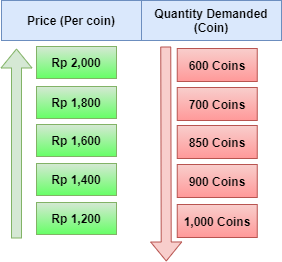 Price (Per coin)
Quantity Demanded
(Coin)
Rp 2,000
600 Coins
Rp 1,800
700 Coins
Rp 1,600
850 Coins
Rp 1,400
900 Coins
Rp 1,200
1,000 Coins